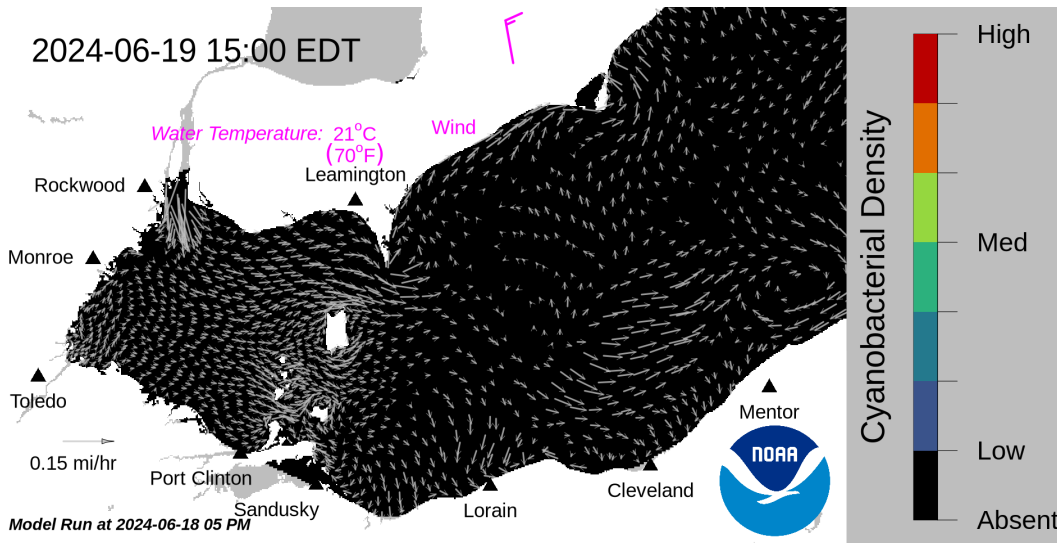 2024-06-19 15:00 EDT
Water Temperature: 21°C
(70°F)
Wind
Leamington
Rockwood
Monroe
Toledo
0.15 mi/hr
Port Clinton
Sandusky
Lorain
Cleveland
Mentor
NOAA
Model Run at 2024-06-18 05 PM
Cyanobacterial Density
High
Med
Low
Absent